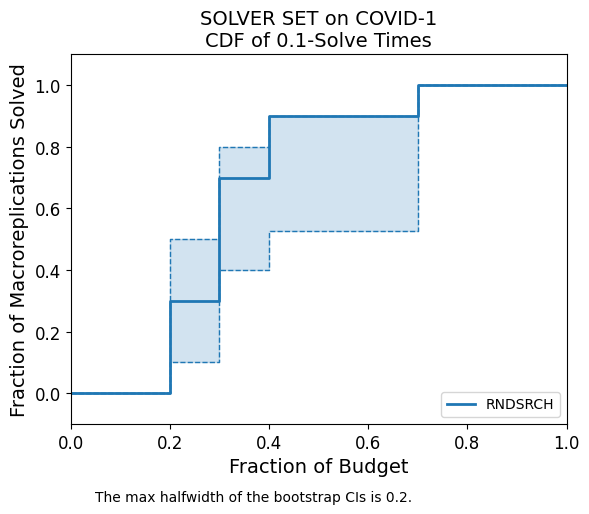 SOLVER SET on COVID-1
CDF of 0.1-Solve Times
Fraction of Macroreplications Solved
1.0
0.8
0.6
0.4
0.2
0.0
RNDSRCH
0.0 0.2 0.4 0.6 0.8 1.0
Fraction of Budget
The max halfwidth of the bootstrap CIs is 0.2.